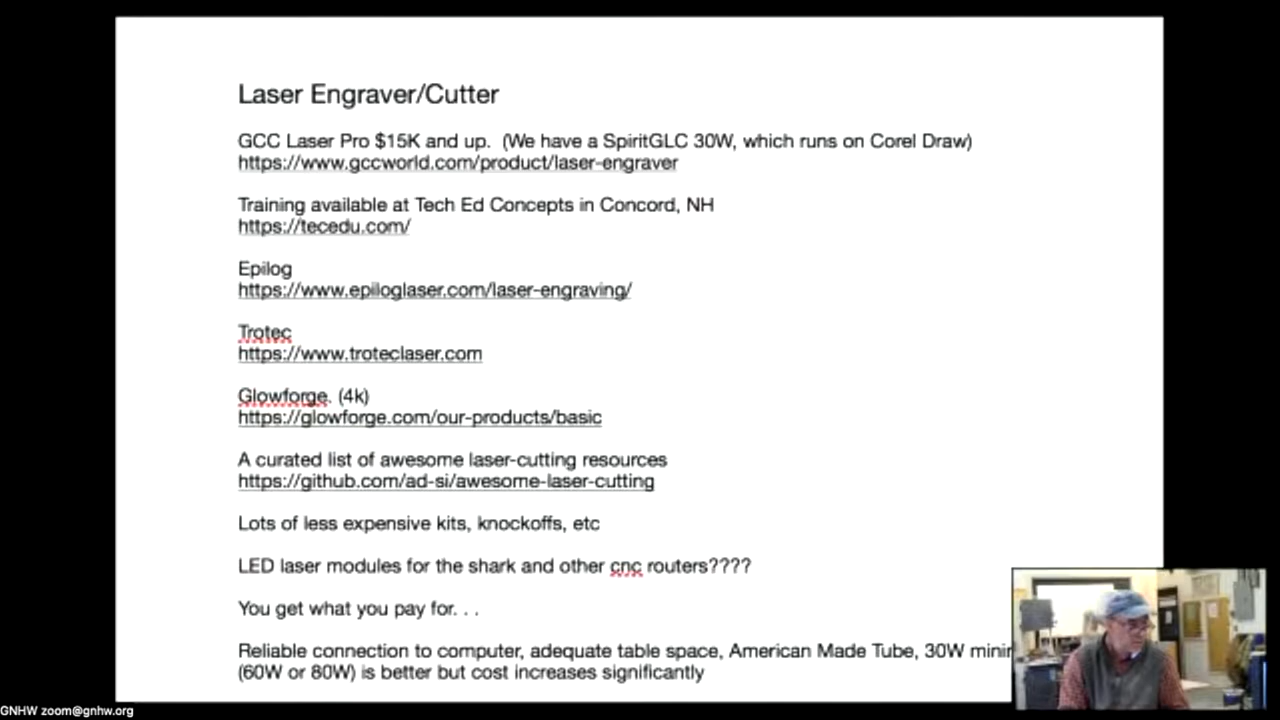 Laser Engraver/Cutter
GCC Laser Pro $15K and up.  (We have a SpiritGLC 30W, which runs on Corel Draw)
https://www.gccworld.com/product/laser-engraver
Training available at Tech Ed Concepts in Concord, NH
https://tecedu.com/
Epilog
https://www.epiloglaser.com/laser-engraving/
Trotec
https://www.troteclaser.com
Glowforge. (4k)
https://glowforge.com/our-products/basic
A curated list of awesome laser-cutting resources
https://github.com/ad-si/awesome-laser-cutting
Lots of less expensive kits, knockoffs, etc
LED laser modules for the shark and other cnc routers????
You get what you pay for. . .
Reliable connection to computer, adequate table space, American Made Tube, 30W
(60W or 80W) is better but cost increases significantly
GNHW zoom@gnhw.org